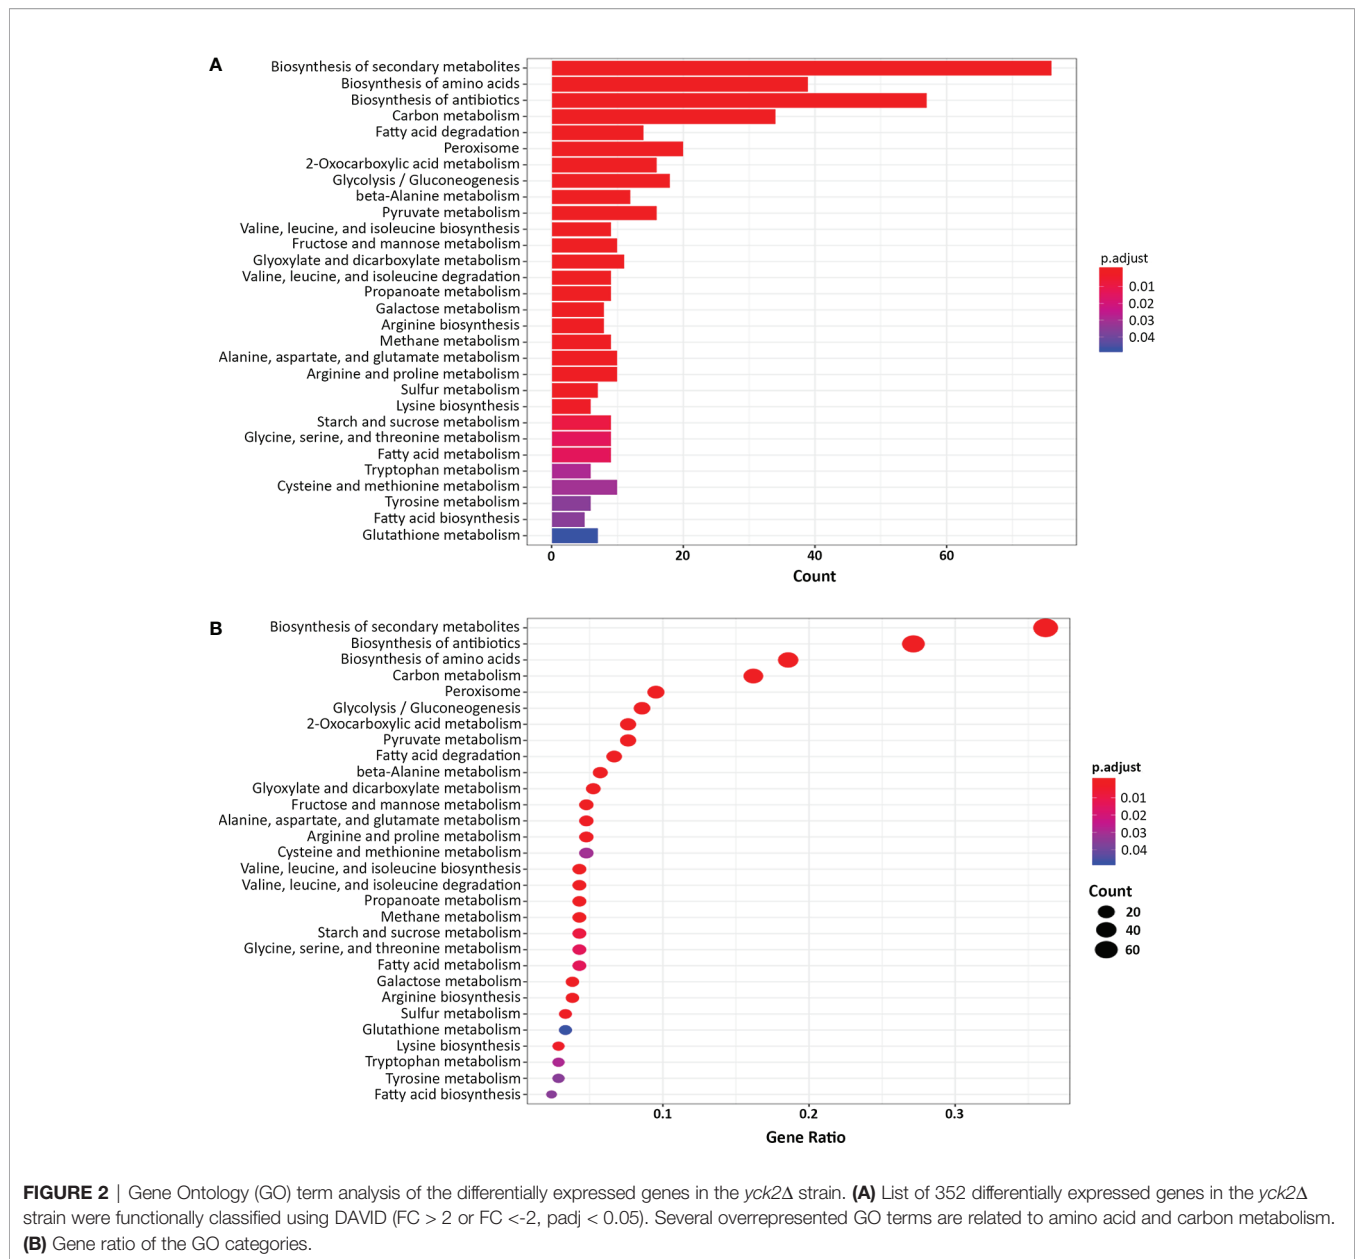 A
Biosynthesis of secondary metabolites
Biosynthesis of amino acids
Biosynthesis of antibiotics
Carbon metabolism
Fatty acid degradation
Peroxisome
2-Oxocarboxylic acid metabolism
Glycolysis / Gluconeogenesis
beta-Alanine metabolism
Pyruvate metabolism
Valine, leucine, and isoleucine biosynthesis
Fructose and mannose metabolism
Glyoxylate and dicarboxylate metabolism
Valine, leucine, and isoleucine degradation
Propanoate metabolism
Galactose metabolism
Arginine biosynthesis
Methane metabolism
Alanine, aspartate, and glutamate metabolism
Arginine and proline metabolism
Sulfur metabolism
Lysine biosynthesis
Starch and sucrose metabolism
Glycine, serine, and threonine metabolism
Fatty acid metabolism
Tryptophan metabolism
Cysteine and methionine metabolism
Tyrosine metabolism
Fatty acid biosynthesis
Glutathione metabolism
0 20 40 60
Count
p.adjust
0.01
0.02
0.03
0.04
B
Biosynthesis of secondary metabolites
Biosynthesis of antibiotics
Biosynthesis of amino acids
Carbon metabolism
Peroxisome
Glycolysis / Gluconeogenesis
2-Oxocarboxylic acid metabolism
Pyruvate metabolism
Fatty acid degradation
beta-Alanine metabolism
Glyoxylate and dicarboxylate metabolism
Fructose and mannose metabolism
Alanine, aspartate, and glutamate metabolism
Arginine and proline metabolism
Cysteine and methionine metabolism
Valine, leucine, and isoleucine biosynthesis
Valine, leucine, and isoleucine degradation
Propanoate metabolism
Methane metabolism
Starch and sucrose metabolism
Glycine, serine, and threonine metabolism
Fatty acid metabolism
Galactose metabolism
Arginine biosynthesis
Sulfur metabolism
Glutathione metabolism
Lysine biosynthesis
Tryptophan metabolism
Tyrosine metabolism
Fatty acid biosynthesis
0.1 0.2 0.3
Gene Ratio
p.adjust
0.01
0.02
0.03
0.04
Count
20
40
60
FIGURE 2 | Gene Ontology (GO) term analysis of the differentially expressed genes in the yck2Δ strain. (A) List of 352 differentially expressed genes in the yck2Δ
strain were functionally classified using DAVID (FC > 2 or FC <-2, padj < 0.05). Several overrepresented GO terms are related to amino acid and carbon metabolism.
(B) Gene ratio of the GO categories.